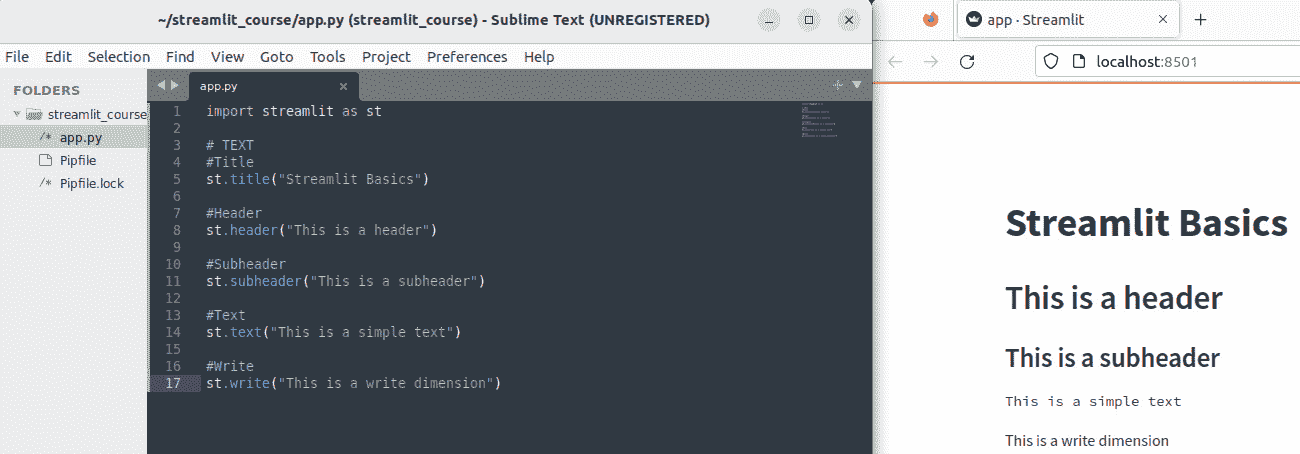 ~/streamlit_course/app.py (streamlit_course) - Sublime Text (UNREGISTERED)
File Edit Selection Find View Goto Tools Project Preferences Help
FOLDERS
streamlit_course
/* app.py
Pipfile
/* Pipfile.lock
app.py
1 import streamlit as st
2
3 # TEXT
4 #Title
5 st.title("Streamlit Basics")
6
7 #Header
8 st.header("This is a header")
9
10 #Subheader
11 st.subheader("This is a subheader")
12
13 #Text
14 st.text("This is a simple text")
15
16 #Write
17 st.write("This is a write dimension")
app · Streamlit
localhost:8501
Streamlit Basics
This is a header
This is a subheader
This is a simple text
This is a write dimension